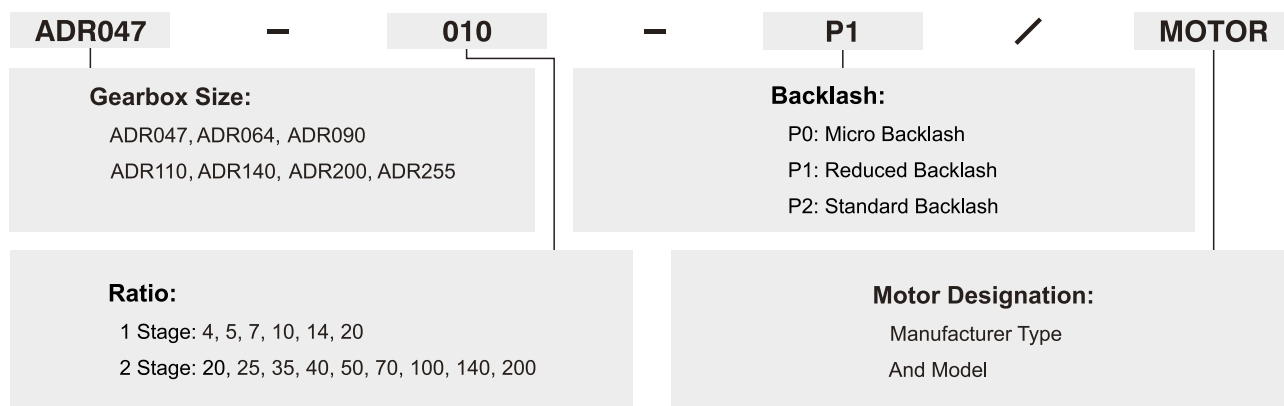 ADR047 – 010 – P1 / MOTOR
Gearbox Size:
ADR047, ADR064, ADR090
ADR110, ADR140, ADR200, ADR255
Backlash:
P0: Micro Backlash
P1: Reduced Backlash
P2: Standard Backlash
Ratio:
1 Stage: 4, 5, 7, 10, 14, 20
2 Stage: 20, 25, 35, 40, 50, 70, 100, 140, 200
Motor Designation:
Manufacturer Type
And Model